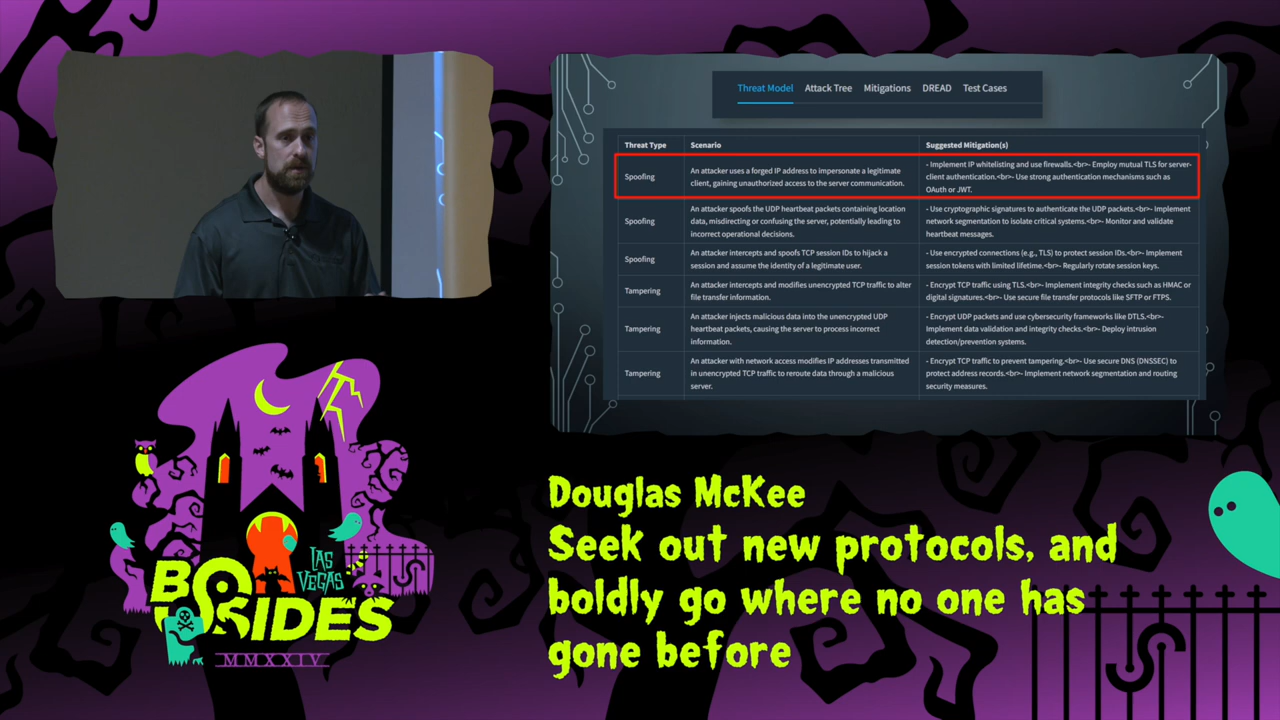 Threat Model Attack Tree Mitigations DREAD Test Cases
Threat Type Scenario Suggested Mitigation(s)
Spoofing
An attacker uses a forged IP address to impersonate a legitimate
client, gaining unauthorized access to the server communication.
- Implement IP whitelisting and use firewalls.<br>- Employ mutual TLS for server-
client authentication.<br>- Use strong authentication mechanisms such as
OAuth or JWT.
Spoofing
An attacker spoofs the UDP heartbeat packets containing location
data, misdirecting or confusing the server, potentially leading to
incorrect operational decisions.
- Use cryptographic signatures to authenticate the UDP packets.<br>- Implement
network segmentation to isolate critical systems.<br>- Monitor and validate
heartbeat messages.
Spoofing
An attacker intercepts and spoofs TCP session IDs to hijack a
session and assume the identity of a legitimate user.
- Use encrypted connections (e.g., TLS) to protect session IDs.<br>- Implement
session tokens with limited lifetime.<br>- Regularly rotate session keys.
Tampering
An attacker intercepts and modifies unencrypted TCP traffic to alter
file transfer information.
- Encrypt TCP traffic using TLS.<br>- Implement integrity checks such as HMAC or
digital signatures.<br>- Use secure file transfer protocols like SFTP or FTPS.
Tampering
An attacker injects malicious data into the unencrypted UDP
heartbeat packets, causing the server to process incorrect
information.
- Encrypt UDP packets and use cybersecurity frameworks like DTLS.<br>-
Implement data validation and integrity checks.<br>- Deploy intrusion
detection/prevention systems.
Tampering
An attacker with network access modifies IP addresses transmitted
in unencrypted TCP traffic to reroute data through a malicious
server.
- Encrypt TCP traffic to prevent tampering.<br>- Use secure DNS (DNSSEC) to
protect address records.<br>- Implement network segmentation and routing
security measures.
LAS
VEGAS
BSIDES
MMXXIV
Douglas McKee
Seek out new protocols, and
boldly go where no one has
gone before